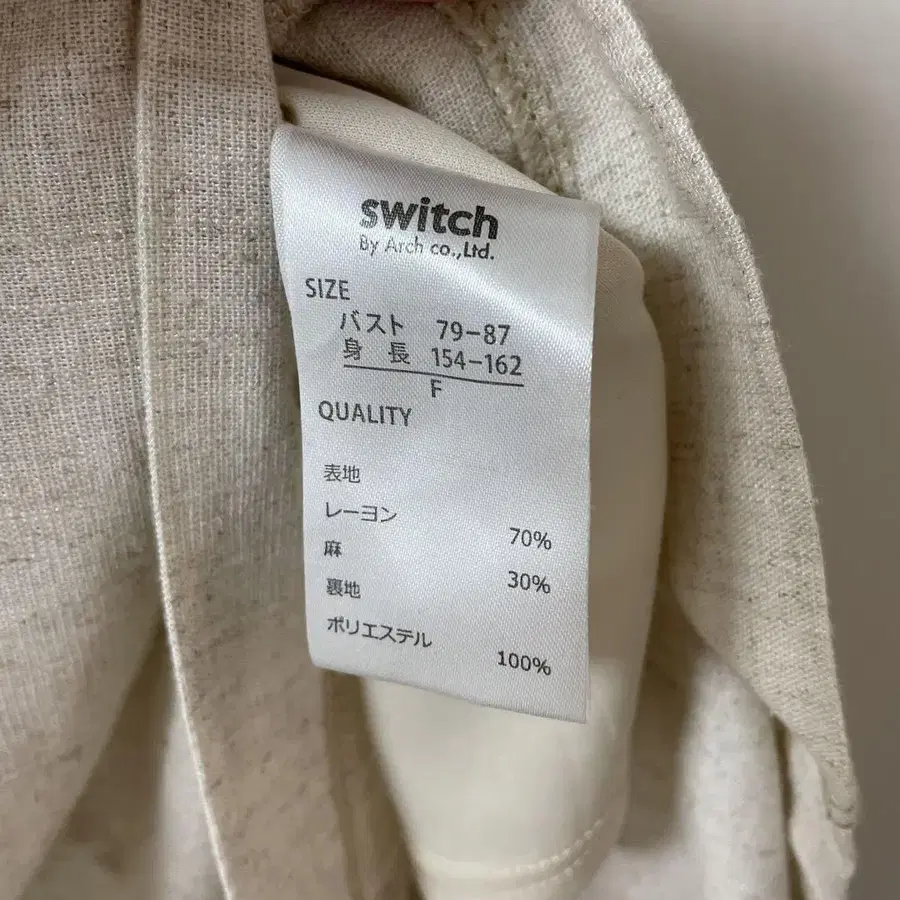 switch
By Arch co.,Ltd.
SIZE
バスト 79-87
身長 154-162
F
QUALITY
表地
レーヨン 70%
麻 30%
裏地
ポリエステル 100%